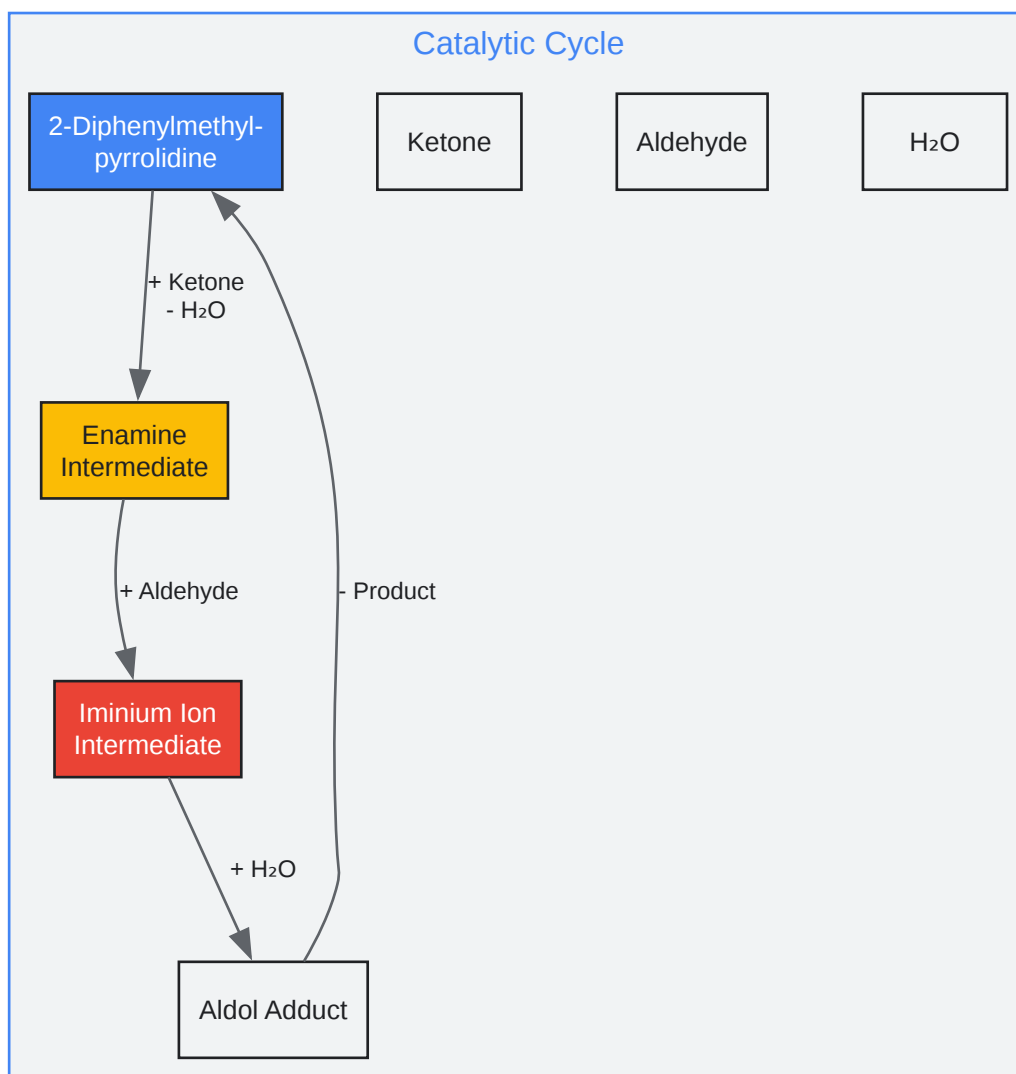 Catalytic Cycle
2-Diphenylmethyl-
pyrrolidine
Ketone
Aldehyde
H₂O
+ Ketone
- H₂O
Enamine
Intermediate
+ Aldehyde
- Product
Iminium Ion
Intermediate
+ H₂O
Aldol Adduct